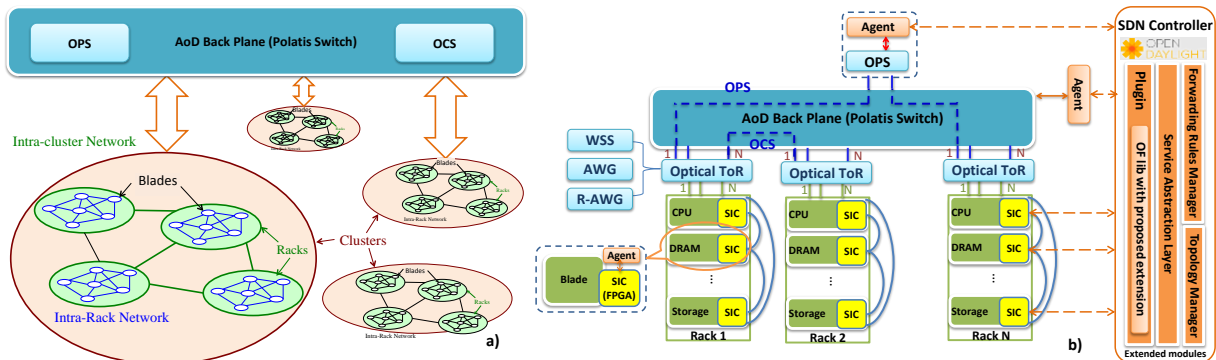 OPS
AoD Back Plane (Polatis Switch)
OCS
Intra-cluster Network
Blades
Racks
Intra-Rack Network
Clusters
Blades
Racks
Blades
Racks
Intra-Rack Network
Blades
Racks
Intra-Rack Network
a)
Agent
OPS
OPS
AoD Back Plane (Polatis Switch)
OCS
Agent
WSS
AWG
R-AWG
1
N
Optical ToR
1
N
1
N
Optical ToR
1
N
1
N
Optical ToR
1
N
CPU
SIC
DRAM
SIC
...
Storage
SIC
Rack 1
CPU
SIC
DRAM
SIC
...
Storage
SIC
Rack 2
CPU
SIC
DRAM
SIC
...
Storage
SIC
Rack N
Agent
Blade
SIC
(FPGA)
b)
SDN Controller
OPEN
DAYLIGHT
Plugin
OF lib with proposed extension
Service Abstraction Layer
Forwarding Rules Manager
Topology Manager
Extended modules